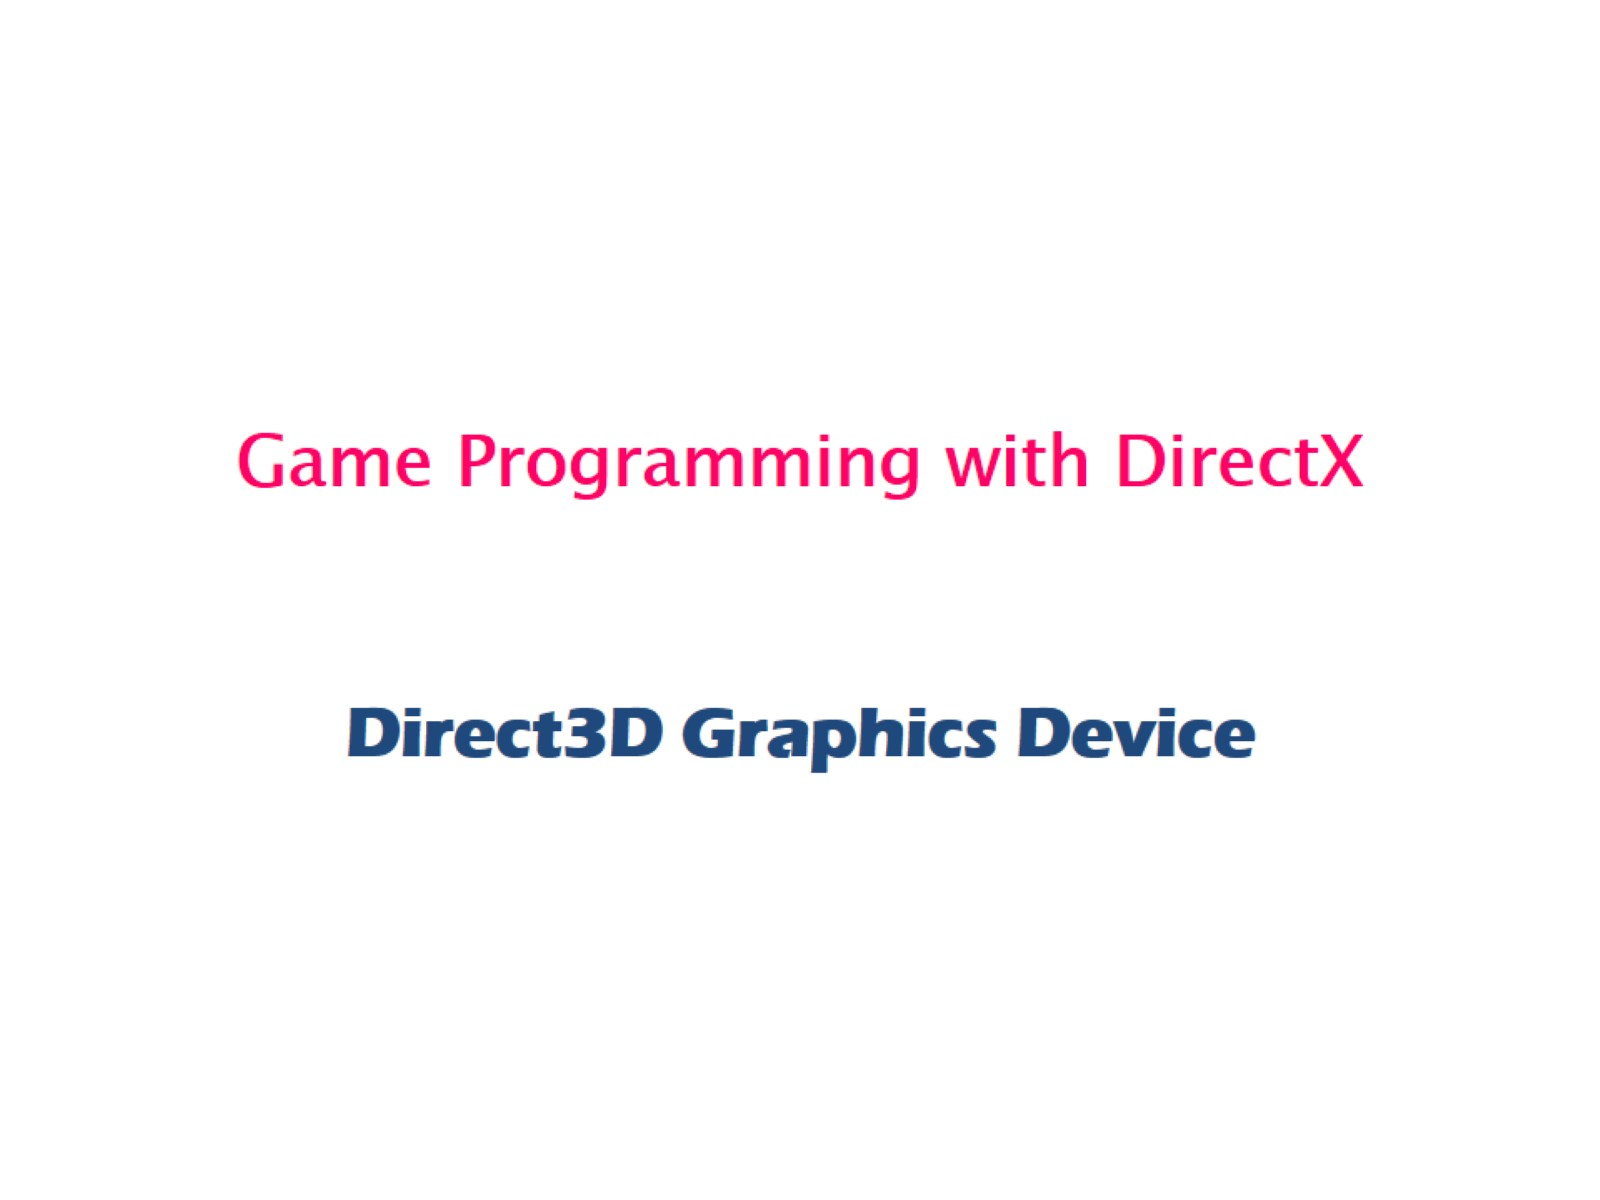 Game Programming with DirectX
Direct3D Graphics Device